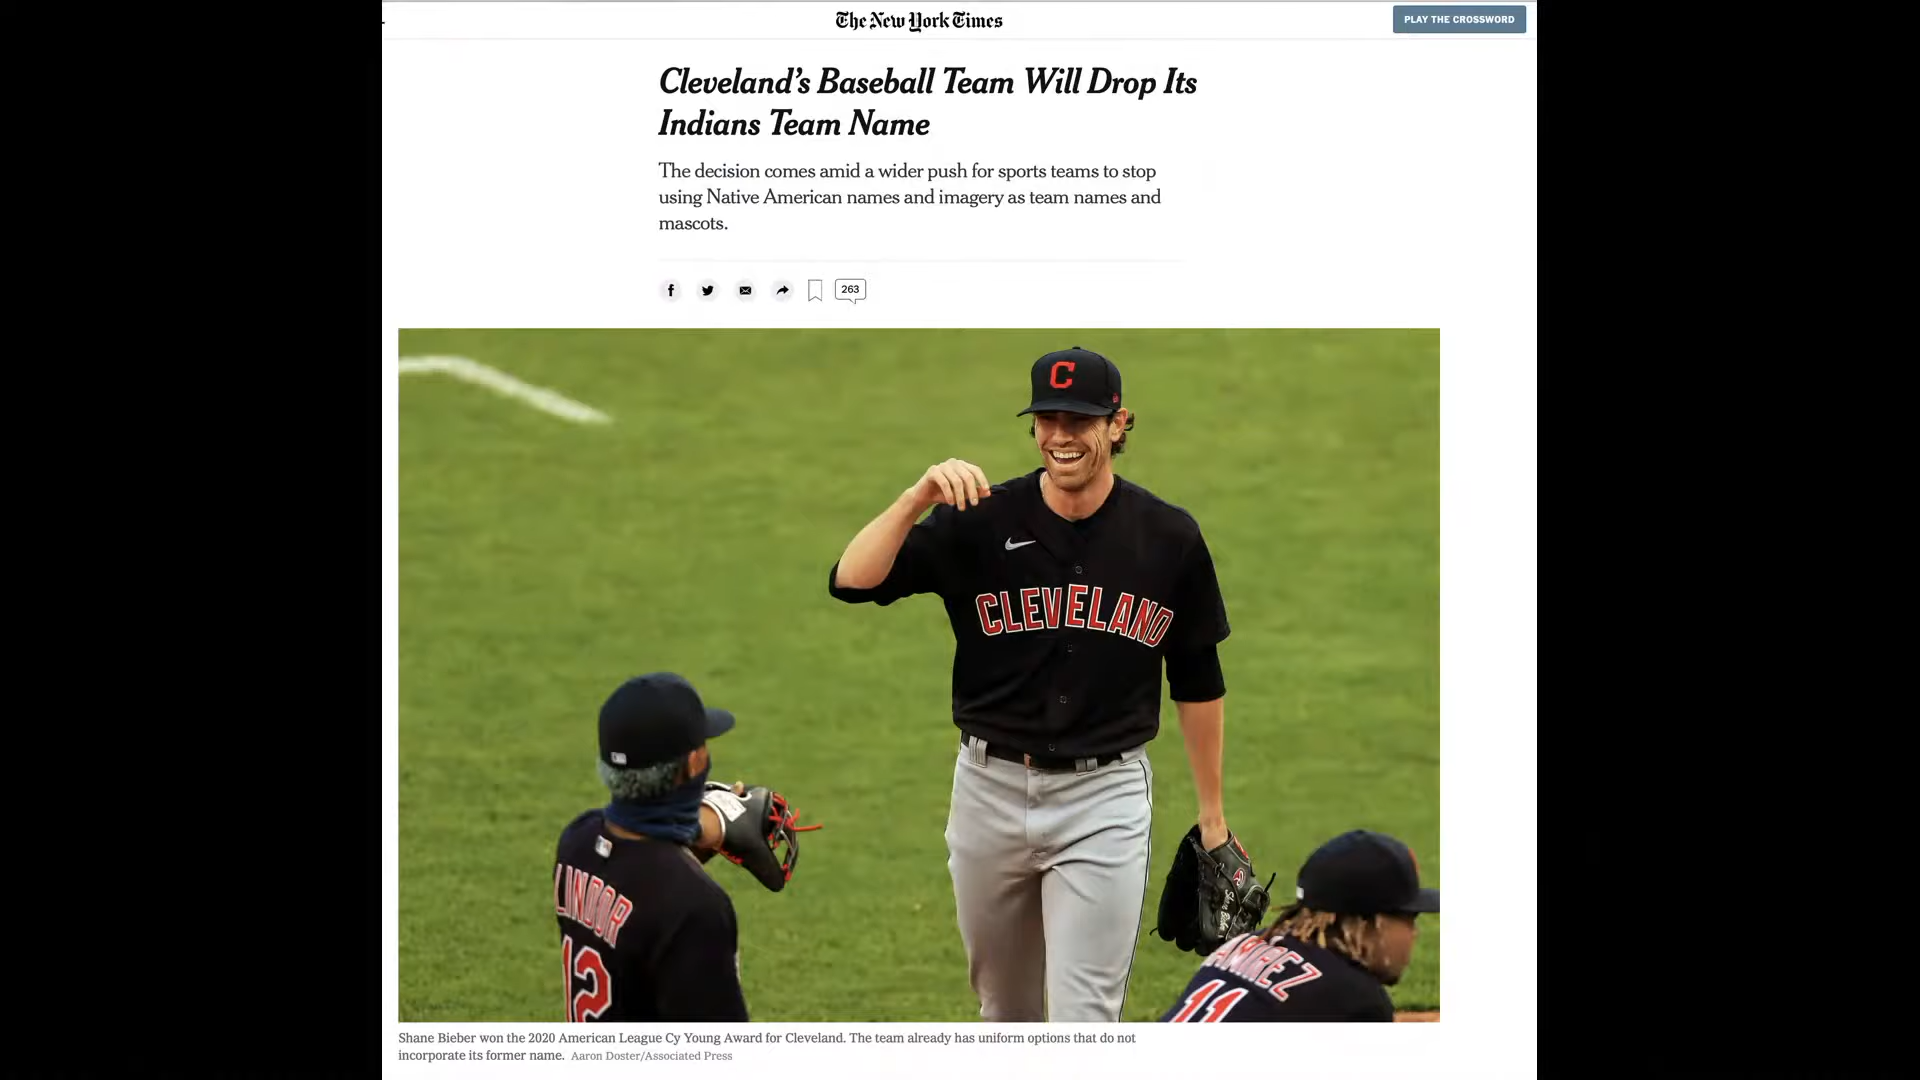 The New York Times
PLAY THE CROSSWORD
Cleveland's Baseball Team Will Drop Its
Indians Team Name
The decision comes amid a wider push for sports teams to stop
using Native American names and imagery as team names and
mascots.
263
C
CLEVELAND
LINDOR
12
AMIREZ
11
Shane Bieber won the 2020 American League Cy Young Award for Cleveland. The team already has uniform options that do not
incorporate its former name. Aaron Doster/Associated Press